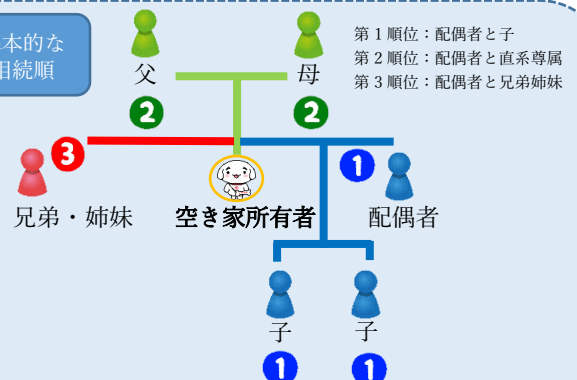 本的な
相続順
第1順位：配偶者と子
第2順位：配偶者と直系尊属
第3順位：配偶者と兄弟姉妹
父
母
2
2
3
1
兄弟・姉妹
空き家所有者
配偶者
子
子
1
1